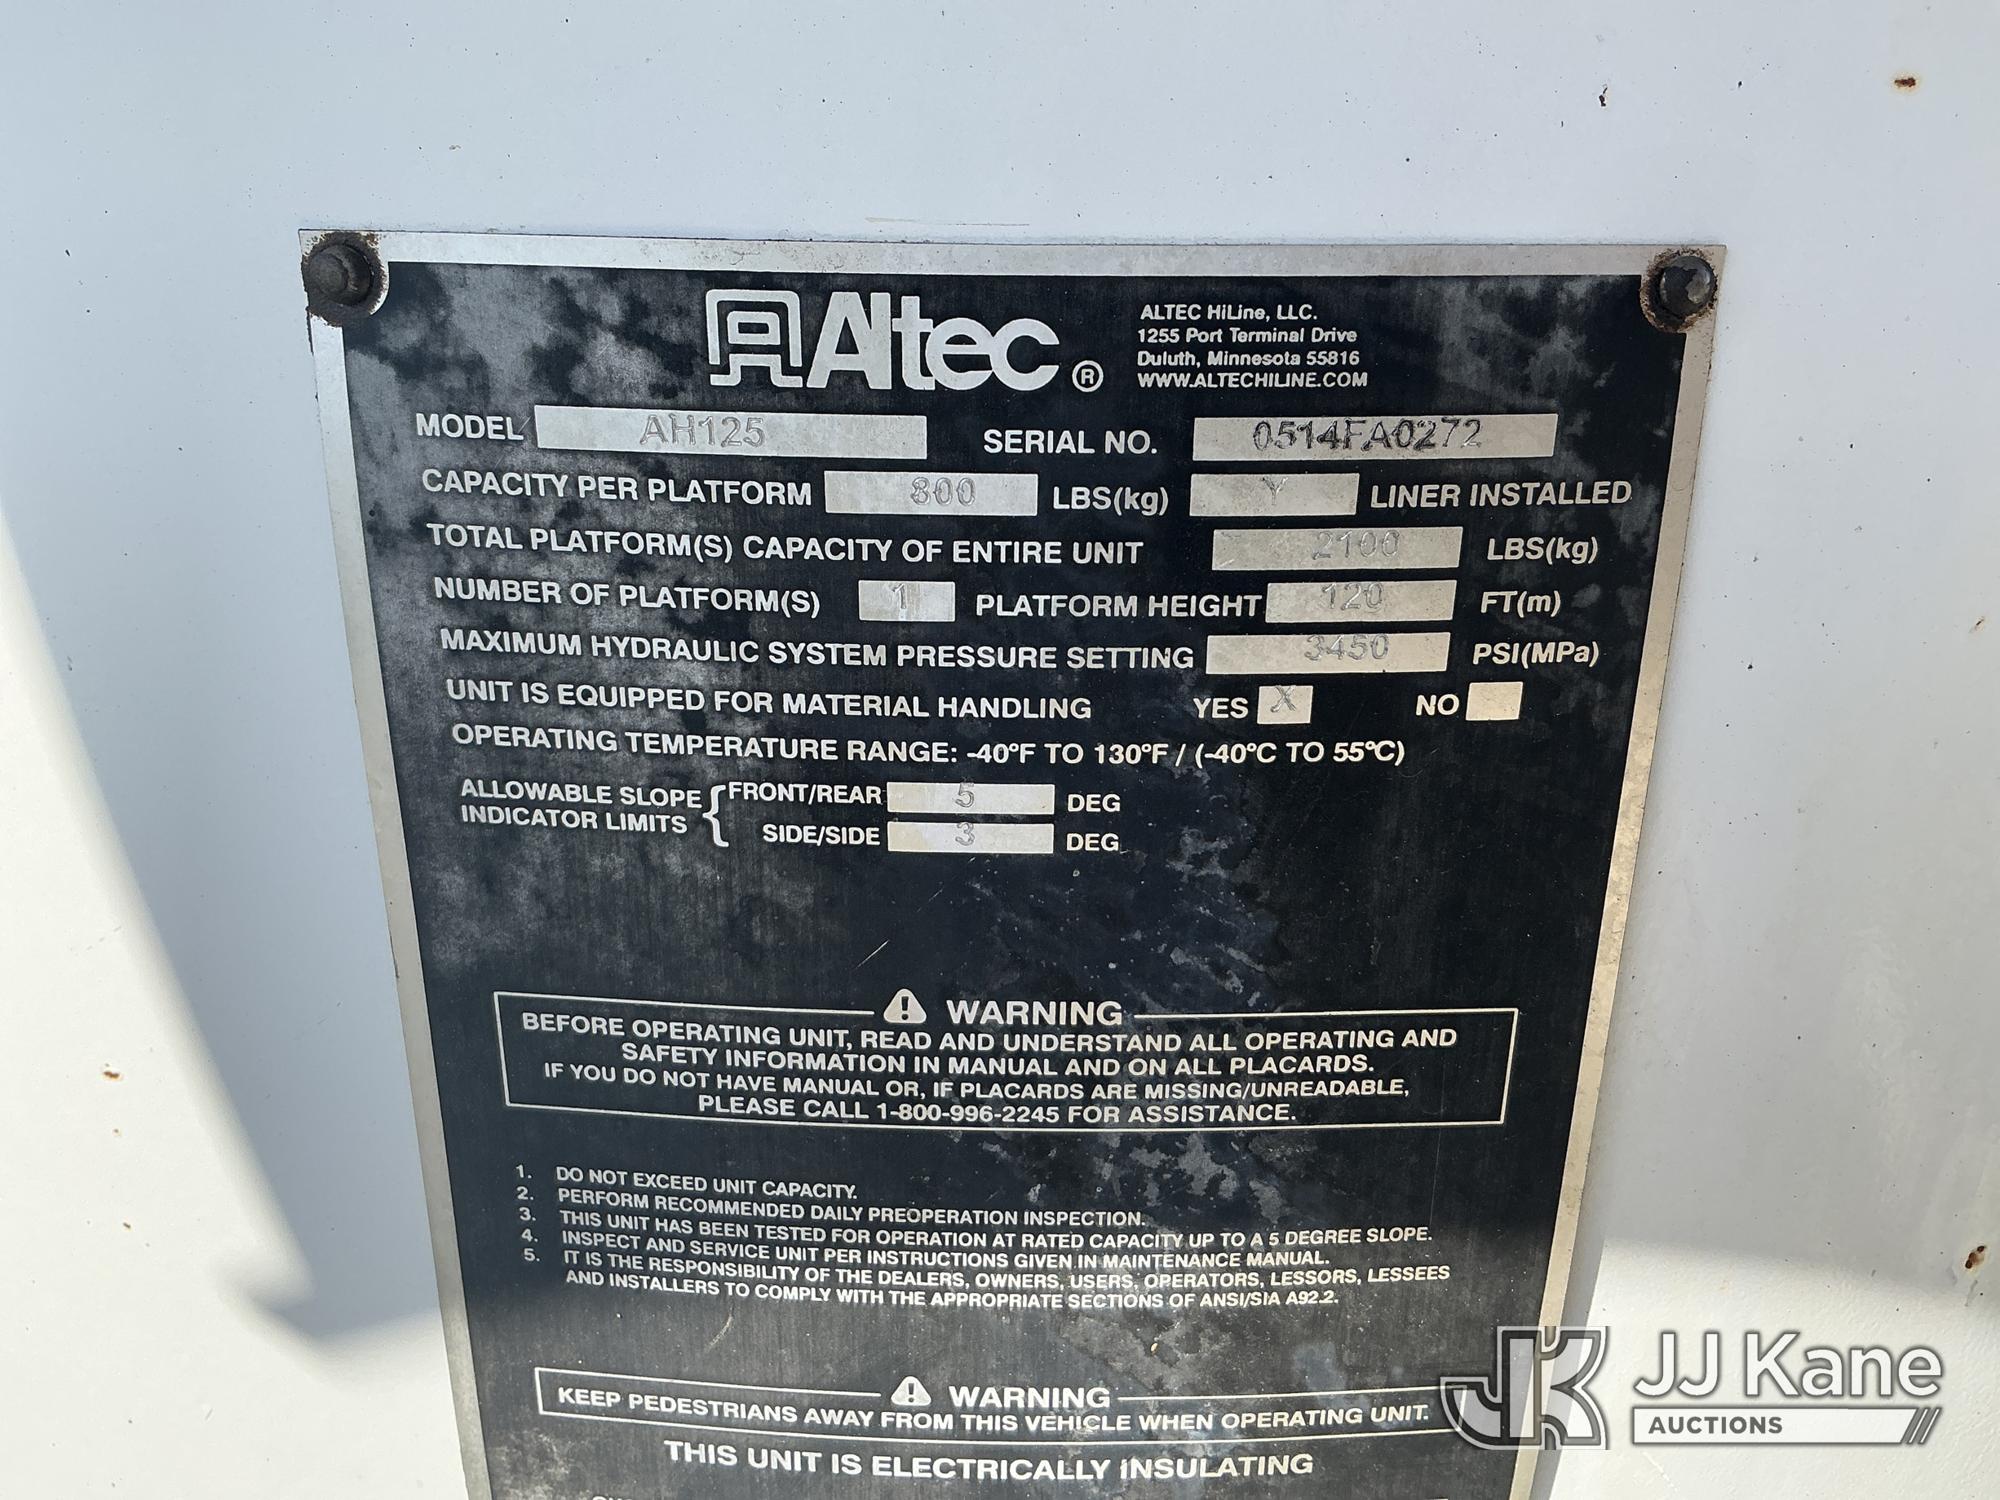 Altec ®
ALTEC HiLine, LLC.
1255 Port Terminal Drive
Duluth, Minnesota 55816
WWW.ALTECHILINE.COM
MODEL AH125 SERIAL NO. 0514FA0272
CAPACITY PER PLATFORM 800 LBS(kg) Y LINER INSTALLED
TOTAL PLATFORM(S) CAPACITY OF ENTIRE UNIT 2100 LBS(kg)
NUMBER OF PLATFORM(S) 1 PLATFORM HEIGHT 120 FT(m)
MAXIMUM HYDRAULIC SYSTEM PRESSURE SETTING 3450 PSI(MPa)
UNIT IS EQUIPPED FOR MATERIAL HANDLING YES X NO
OPERATING TEMPERATURE RANGE: -40°F TO 130°F / (-40°C TO 55°C)
ALLOWABLE SLOPE INDICATOR LIMITS { FRONT/REAR 5 DEG
SIDE/SIDE 3 DEG
WARNING
BEFORE OPERATING UNIT, READ AND UNDERSTAND ALL OPERATING AND
SAFETY INFORMATION IN MANUAL AND ON ALL PLACARDS.
IF YOU DO NOT HAVE MANUAL OR, IF PLACARDS ARE MISSING/UNREADABLE,
PLEASE CALL 1-800-996-2245 FOR ASSISTANCE.
1. DO NOT EXCEED UNIT CAPACITY.
2. PERFORM RECOMMENDED DAILY PREOPERATION INSPECTION.
3. THIS UNIT HAS BEEN TESTED FOR OPERATION AT RATED CAPACITY UP TO A 5 DEGREE SLOPE.
4. INSPECT AND SERVICE UNIT PER INSTRUCTIONS GIVEN IN MAINTENANCE MANUAL.
5. IT IS THE RESPONSIBILITY OF THE DEALERS, OWNERS, USERS, OPERATORS, LESSORS, LESSEES
AND INSTALLERS TO COMPLY WITH THE APPROPRIATE SECTIONS OF ANSI/SIA A92.2.
WARNING
KEEP PEDESTRIANS AWAY FROM THIS VEHICLE WHEN OPERATING UNIT.
THIS UNIT IS ELECTRICALLY INSULATING
JK JJ Kane
AUCTIONS